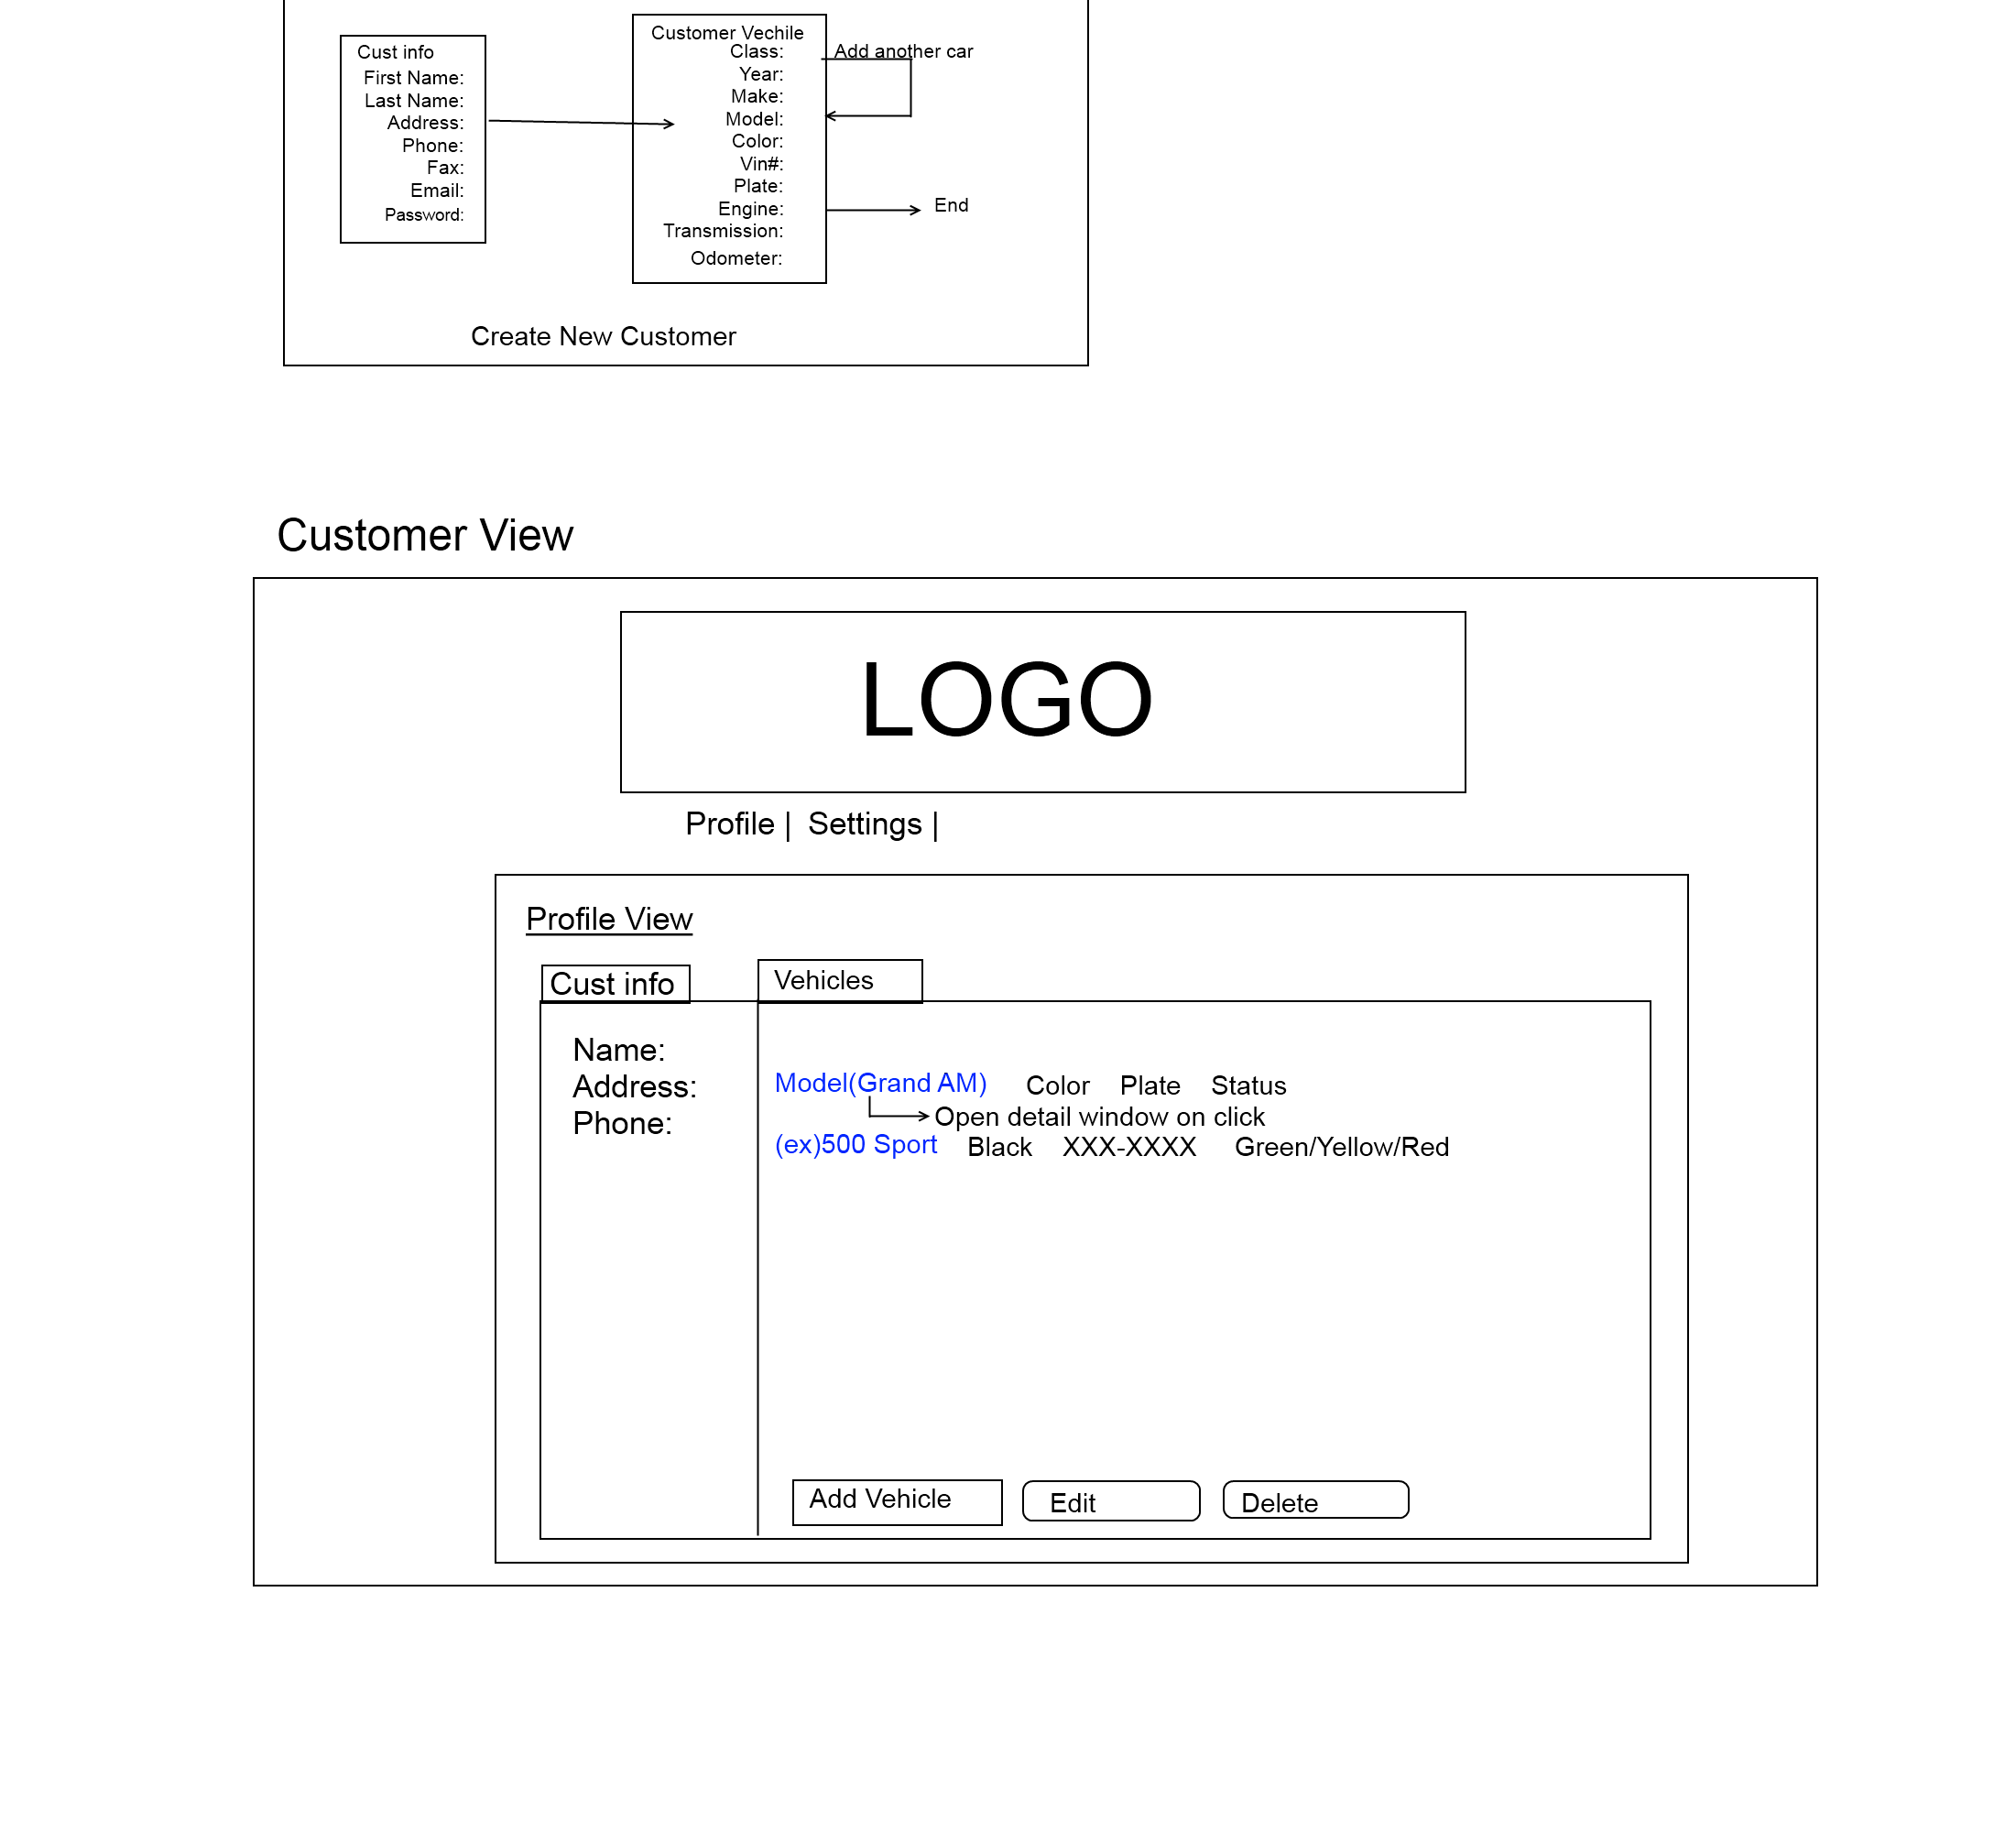 Cust info
First Name:
Last Name:
Address:
Phone:
Fax:
Email:
Password:
Customer Vechile
Class:
Year:
Make:
Model:
Color:
Vin#:
Plate:
Engine:
Transmission:
Odometer:
Add another car
End
Create New Customer
Customer View
LOGO
Profile | Settings |
Profile View
Cust info
Vehicles
Name:
Address:
Phone:
Model(Grand AM) Color Plate Status
Open detail window on click
(ex)500 Sport Black XXX-XXXX Green/Yellow/Red
Add Vehicle Edit Delete